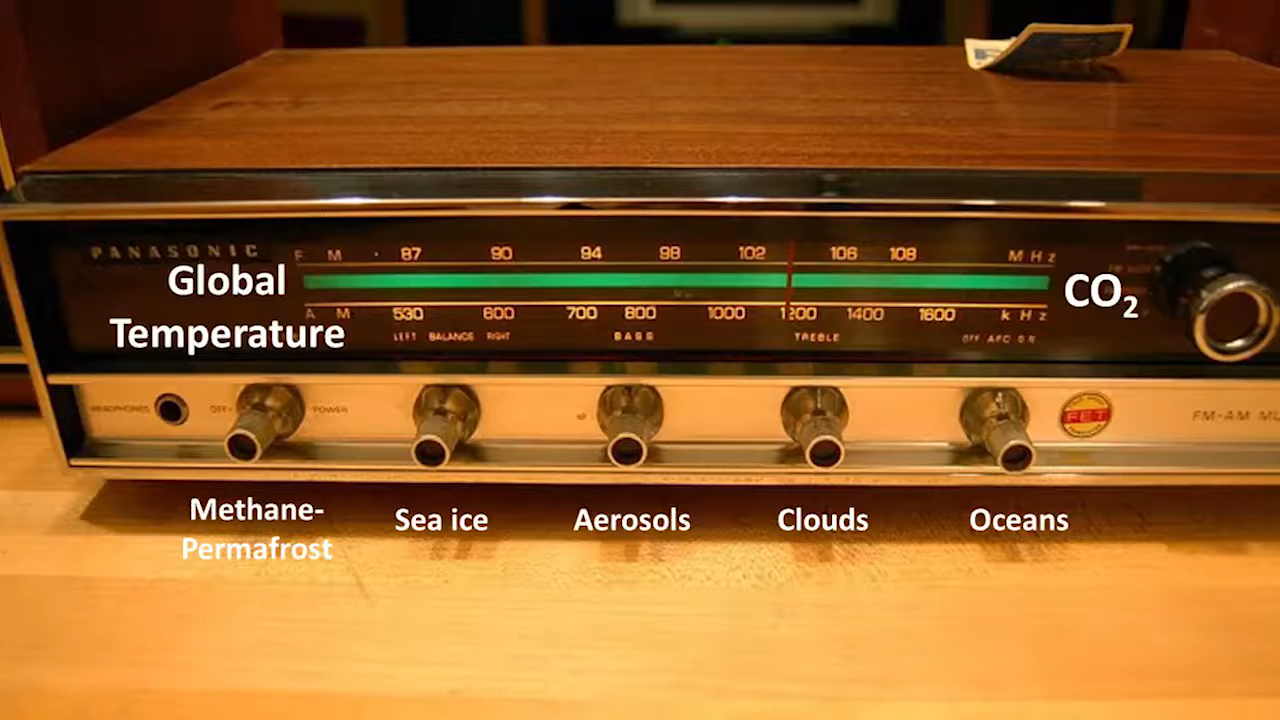 PANASONIC
Global
Temperature
FM 87 90 94 98 102 106 108 MHz
CO₂
AM 530 600 700 800 1000 1200 1400 1600 kHz
LEFT BALANCE RIGHT BASS TREBLE OFF AFC ON
HEADPHONES OFF POWER
FET
FM-AM
Methane-
Permafrost
Sea ice
Aerosols
Clouds
Oceans